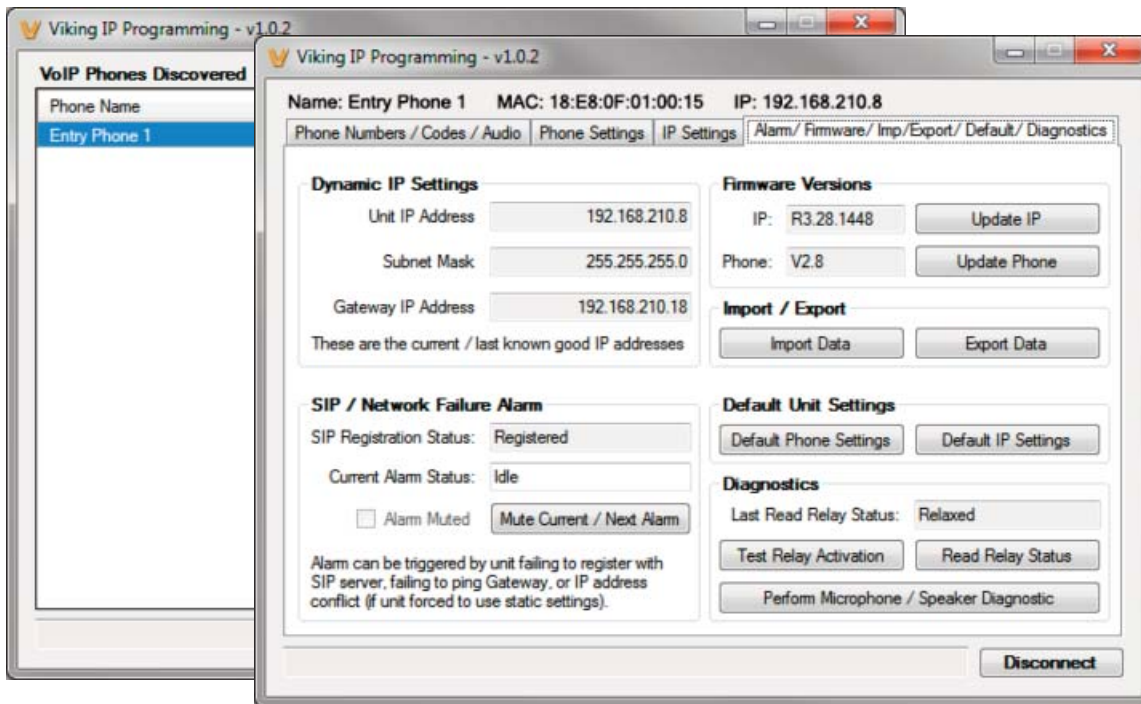 Viking IP Programming - v1.0.2
VoIP Phones Discovered
Phone Name
Entry Phone 1
Viking IP Programming - v1.0.2
Name: Entry Phone 1 MAC: 18:E8:0F:01:00:15 IP: 192.168.210.8
Phone Numbers / Codes / Audio Phone Settings IP Settings Alarm/ Firmware/ Imp/Export/ Default/ Diagnostics
Dynamic IP Settings
Unit IP Address 192.168.210.8
Subnet Mask 255.255.255.0
Gateway IP Address 192.168.210.18
These are the current / last known good IP addresses
Firmware Versions
IP: R3.28.1448 Update IP
Phone: V2.8 Update Phone
Import / Export
Import Data Export Data
SIP / Network Failure Alarm
SIP Registration Status: Registered
Current Alarm Status: Idle
Alarm Muted Mute Current / Next Alarm
Alarm can be triggered by unit failing to register with
SIP server, failing to ping Gateway, or IP address
conflict (if unit forced to use static settings).
Default Unit Settings
Default Phone Settings Default IP Settings
Diagnostics
Last Read Relay Status: Relaxed
Test Relay Activation Read Relay Status
Perform Microphone / Speaker Diagnostic
Disconnect